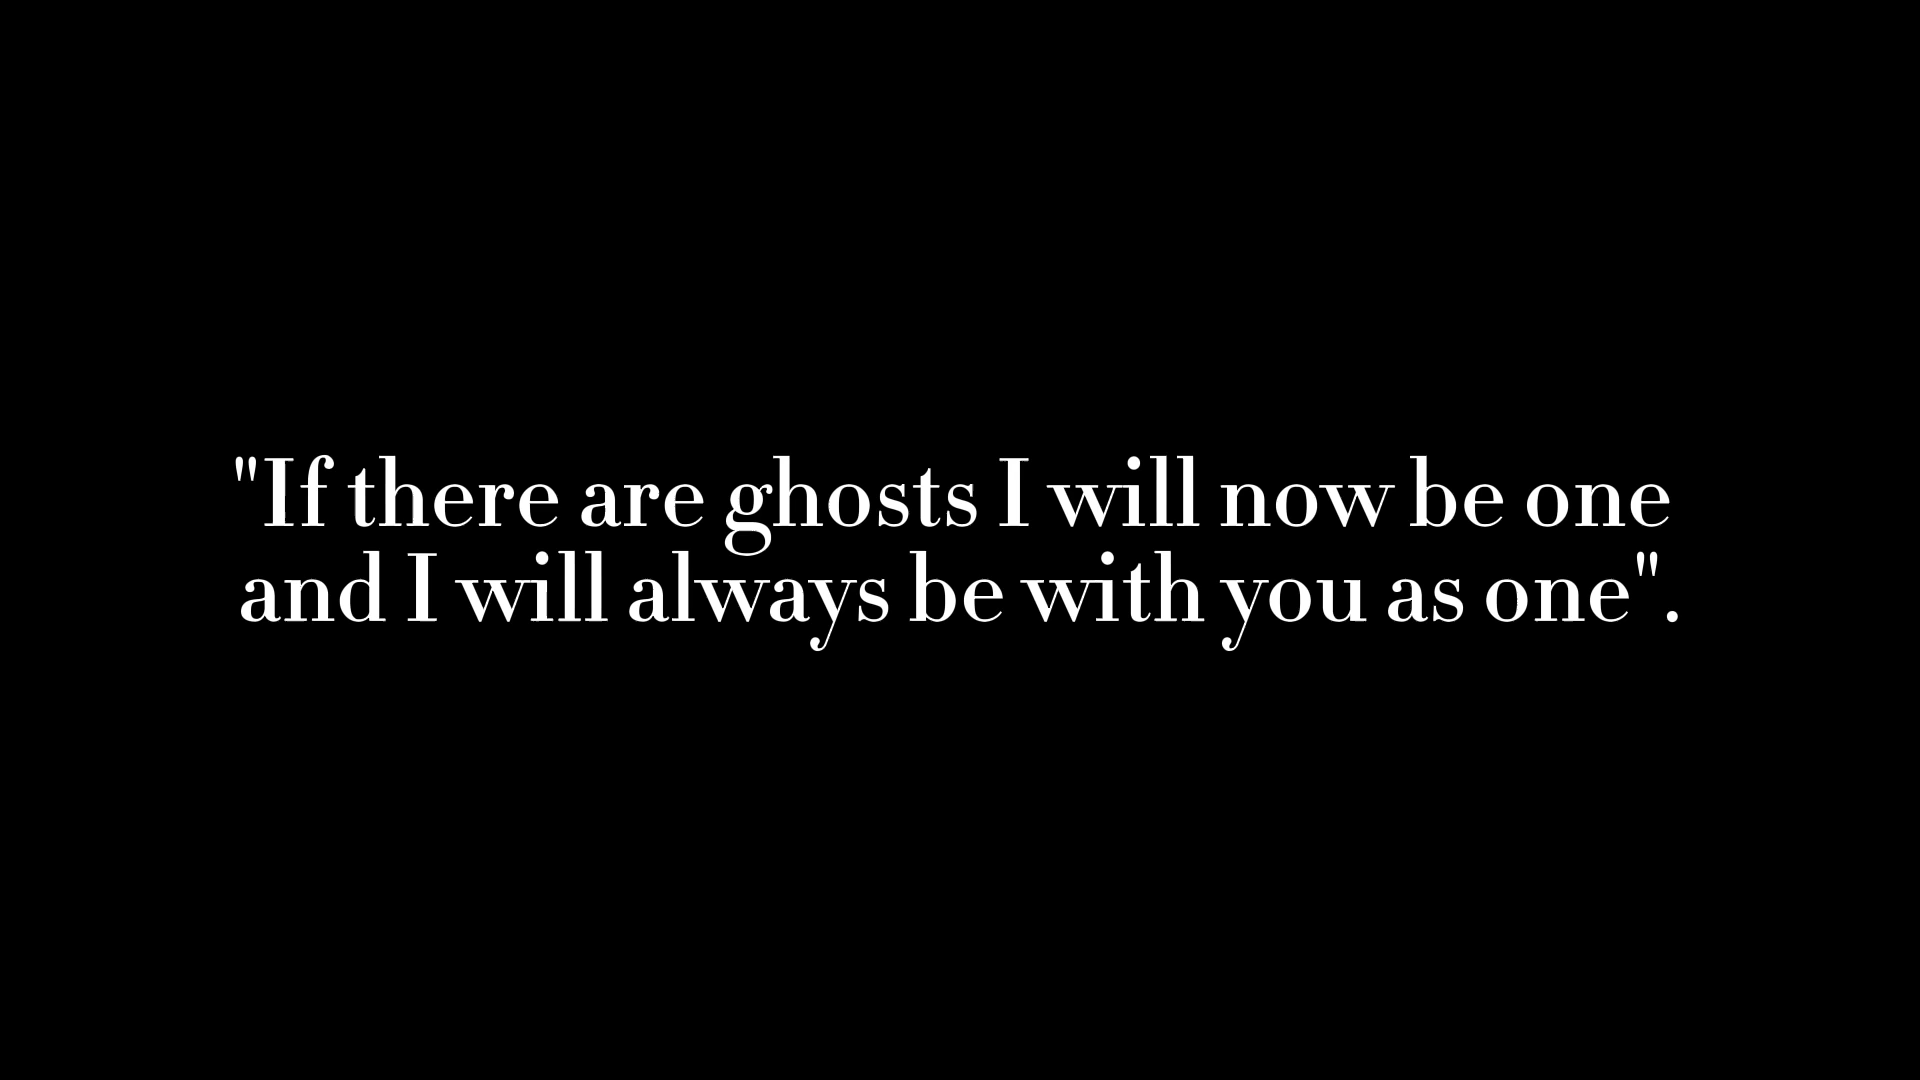 "If there are ghosts I will now be one
and I will always be with you as one".